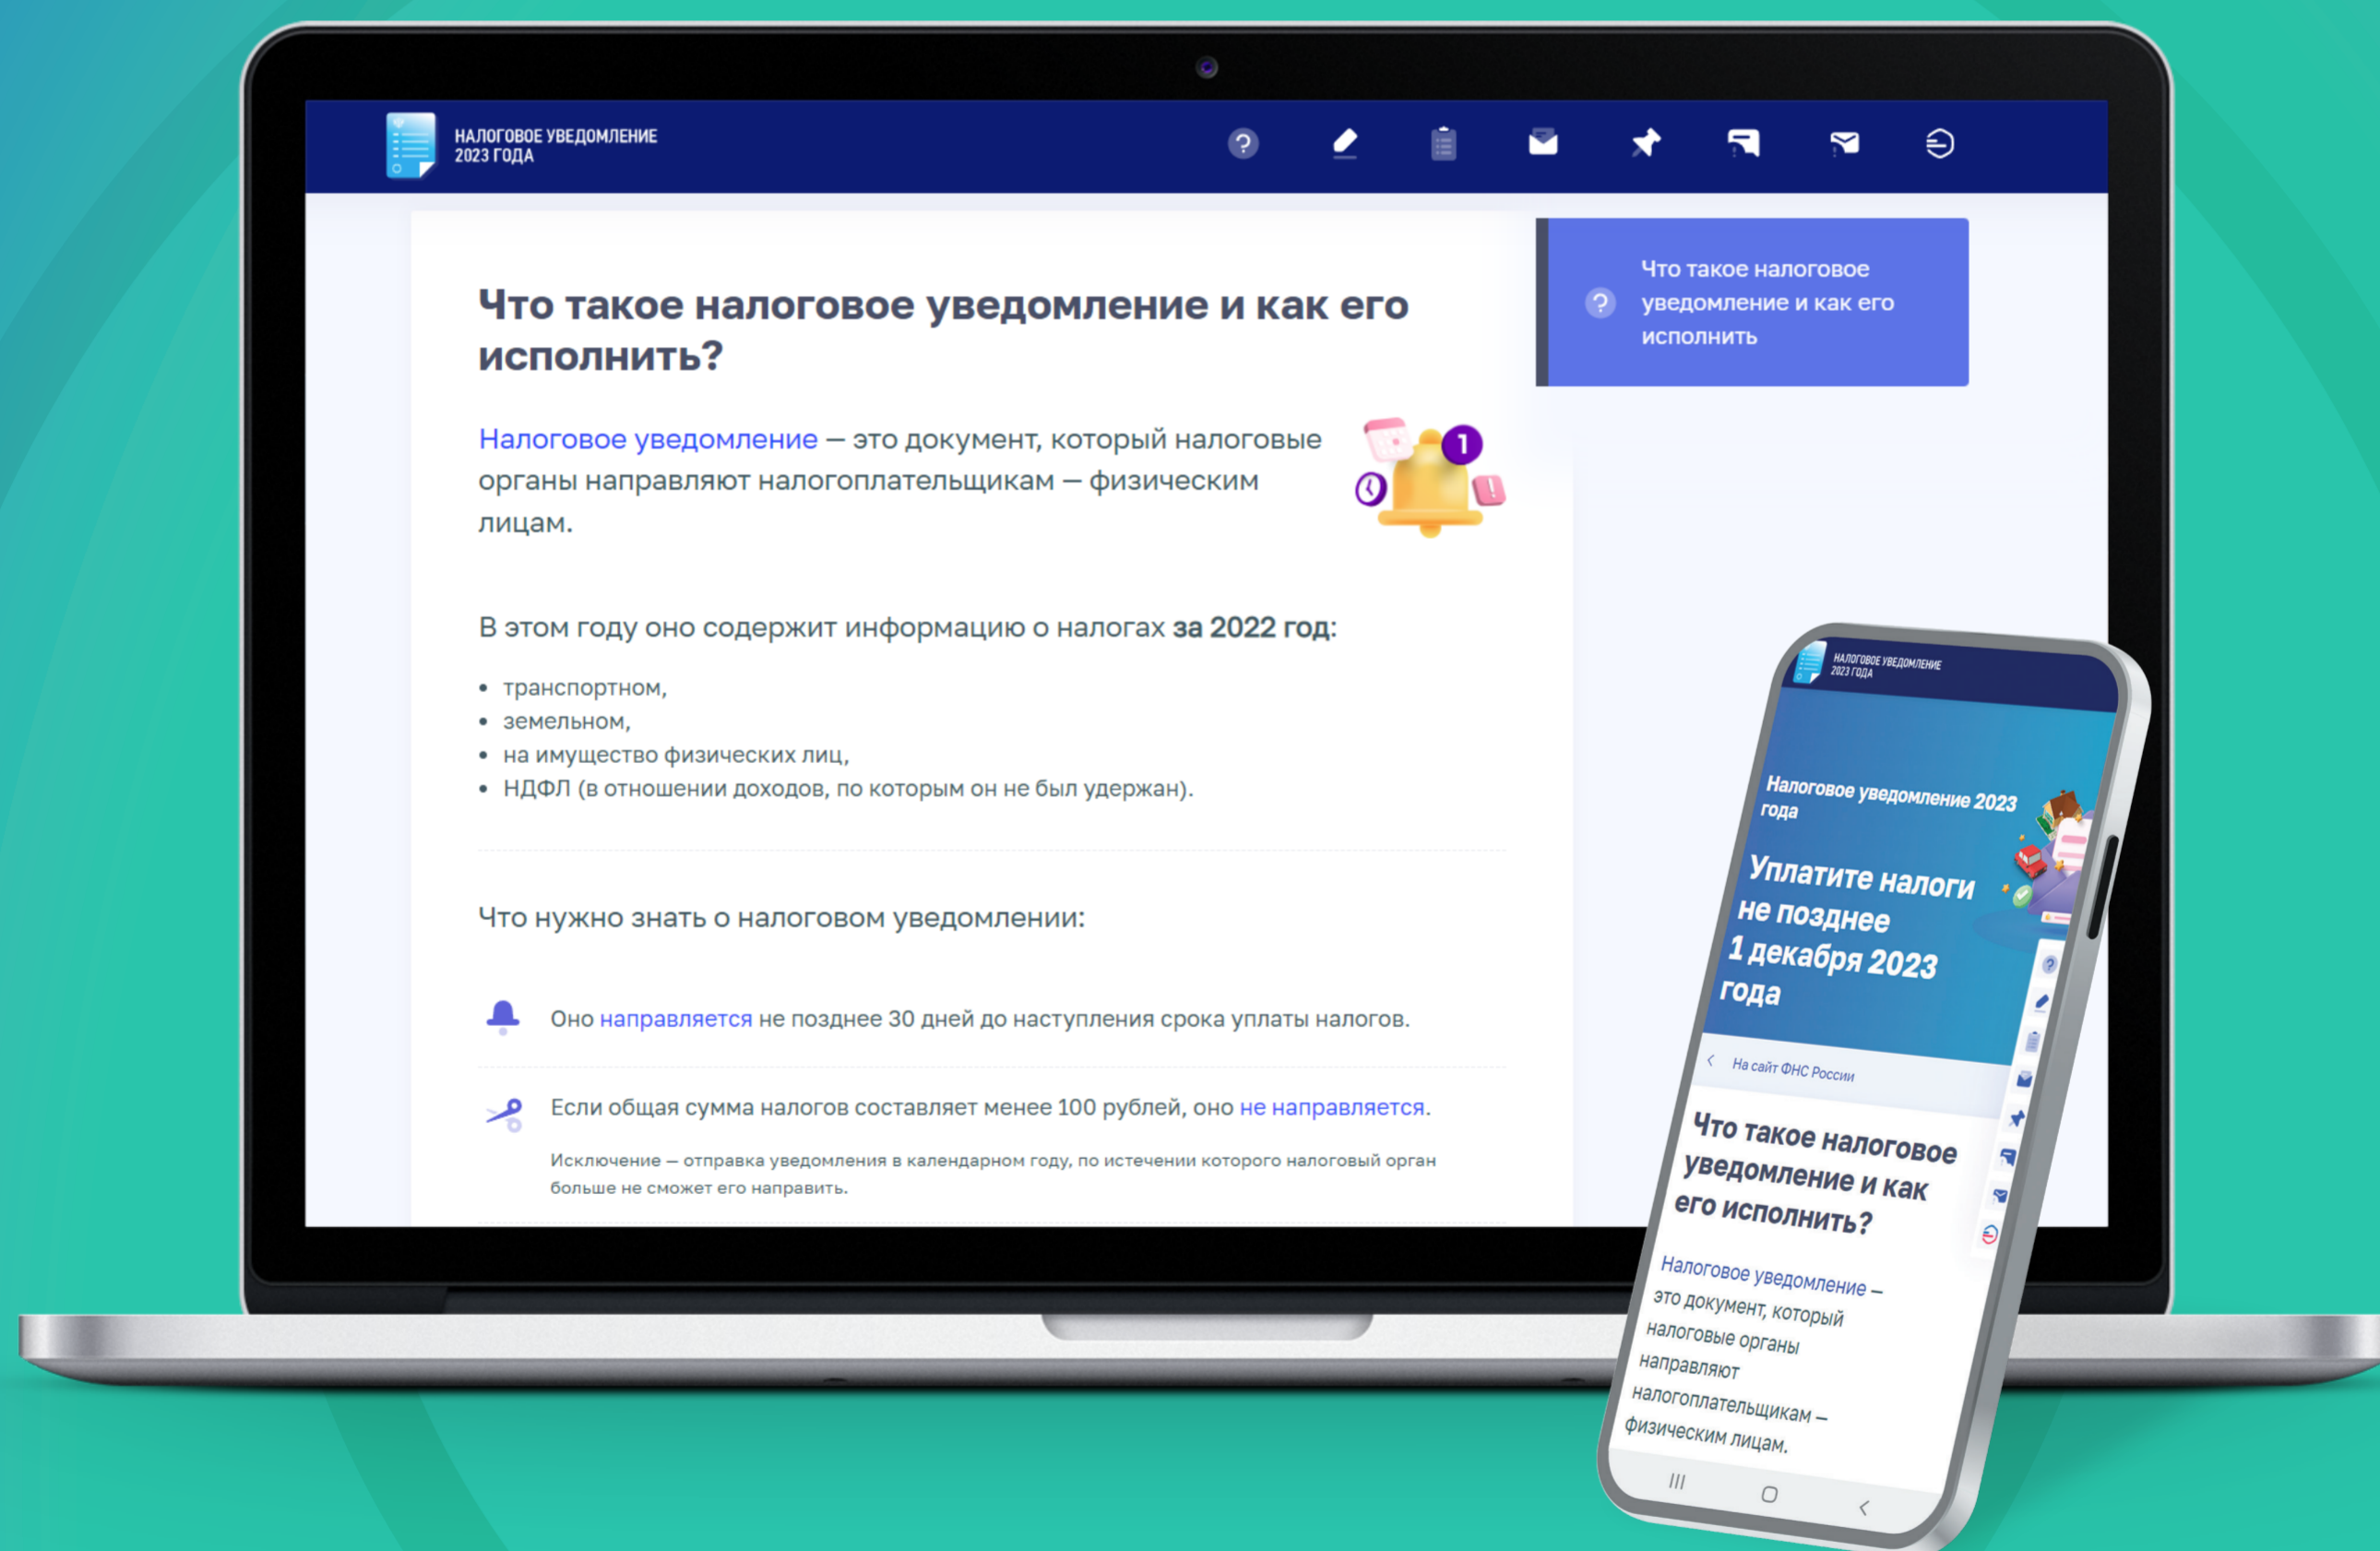 НАЛОГОВОЕ УВЕДОМЛЕНИЕ
2023 ГОДА
Что такое налоговое уведомление и как его
исполнить?
Налоговое уведомление — это документ, который налоговые
органы направляют налогоплательщикам — физическим
лицам.
1
В этом году оно содержит информацию о налогах за 2022 год:
• транспортном,
• земельном,
• на имущество физических лиц,
• НДФЛ (в отношении доходов, по которым он не был удержан).
Что нужно знать о налоговом уведомлении:
Оно направляется не позднее 30 дней до наступления срока уплаты налогов.
Если общая сумма налогов составляет менее 100 рублей, оно не направляется.
Исключение — отправка уведомления в календарном году, по истечении которого налоговый орган
больше не сможет его направить.
Что такое налоговое
уведомление и как его
исполнить
НАЛОГОВОЕ УВЕДОМЛЕНИЕ
2023 ГОДА
Налоговое уведомление 2023
года
Уплатите налоги
не позднее
1 декабря 2023
года
На сайт ФНС России
Что такое налоговое
уведомление и как
его исполнить?
Налоговое уведомление —
это документ, который
налоговые органы
направляют
налогоплательщикам —
физическим лицам.